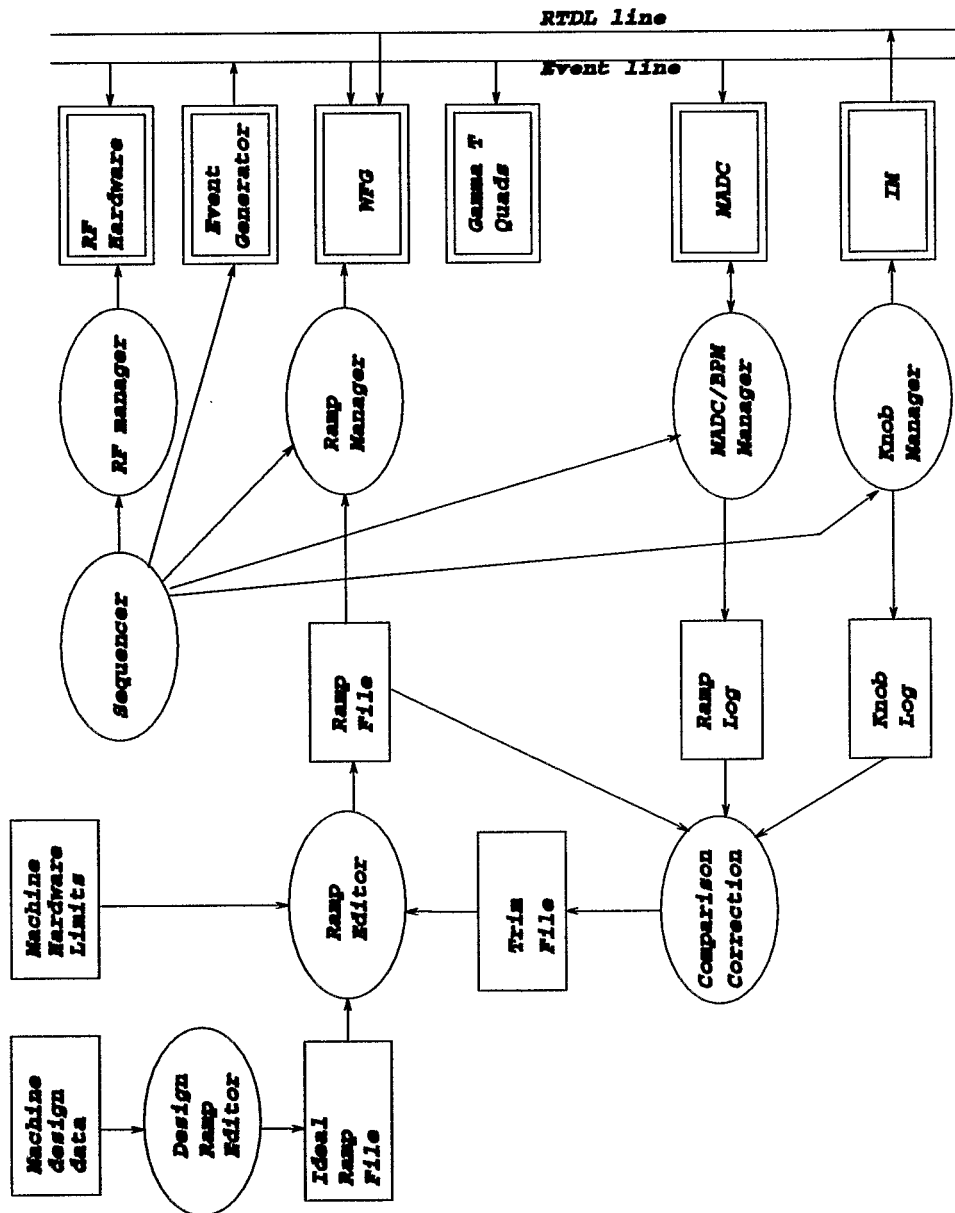 RTDL line
Event line
RF
Hardware
Event
Generator
WFG
Gamma T
Quads
MADC
IM
RF manager
Ramp
Manager
MADC/BPM
Manager
Knob
Manager
Sequencer
Ramp
File
Ramp
Log
Knob
Log
Machine
Hardware
Limits
Ramp
Editor
Trim
File
Comparison
Correction
Machine
design
data
Design
Ramp
Editor
Ideal
Ramp
File